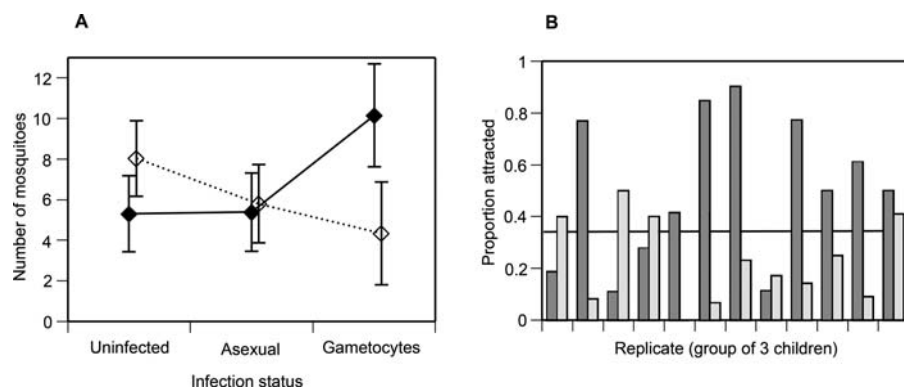 A
Number of mosquitoes
12
10
8
6
4
2
0
Uninfected Asexual Gametocytes
Infection status
B
Proportion attracted
1
0.8
0.6
0.4
0.2
0
Replicate (group of 3 children)